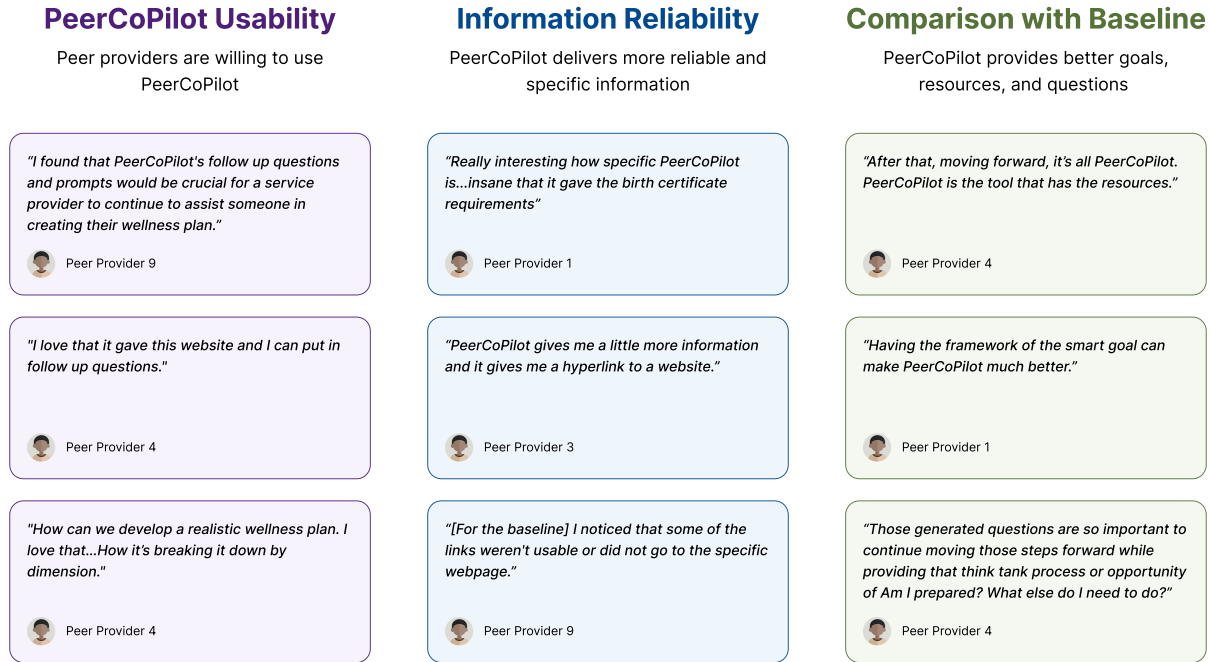 PeerCoPilot Usability
Peer providers are willing to use
PeerCoPilot
“I found that PeerCoPilot's follow up questions
and prompts would be crucial for a service
provider to continue to assist someone in
creating their wellness plan.”
Peer Provider 9
"I love that it gave this website and I can put in
follow up questions."
Peer Provider 4
"How can we develop a realistic wellness plan. I
love that...How it’s breaking it down by
dimension."
Peer Provider 4
Information Reliability
PeerCoPilot delivers more reliable and
specific information
“Really interesting how specific PeerCoPilot
is...insane that it gave the birth certificate
requirements”
Peer Provider 1
“PeerCoPilot gives me a little more information
and it gives me a hyperlink to a website.”
Peer Provider 3
“[For the baseline] I noticed that some of the
links weren't usable or did not go to the specific
webpage.”
Peer Provider 9
Comparison with Baseline
PeerCoPilot provides better goals,
resources, and questions
“After that, moving forward, it’s all PeerCoPilot.
PeerCoPilot is the tool that has the resources.”
Peer Provider 4
“Having the framework of the smart goal can
make PeerCoPilot much better.”
Peer Provider 1
“Those generated questions are so important to
continue moving those steps forward while
providing that think tank process or opportunity
of Am I prepared? What else do I need to do?”
Peer Provider 4